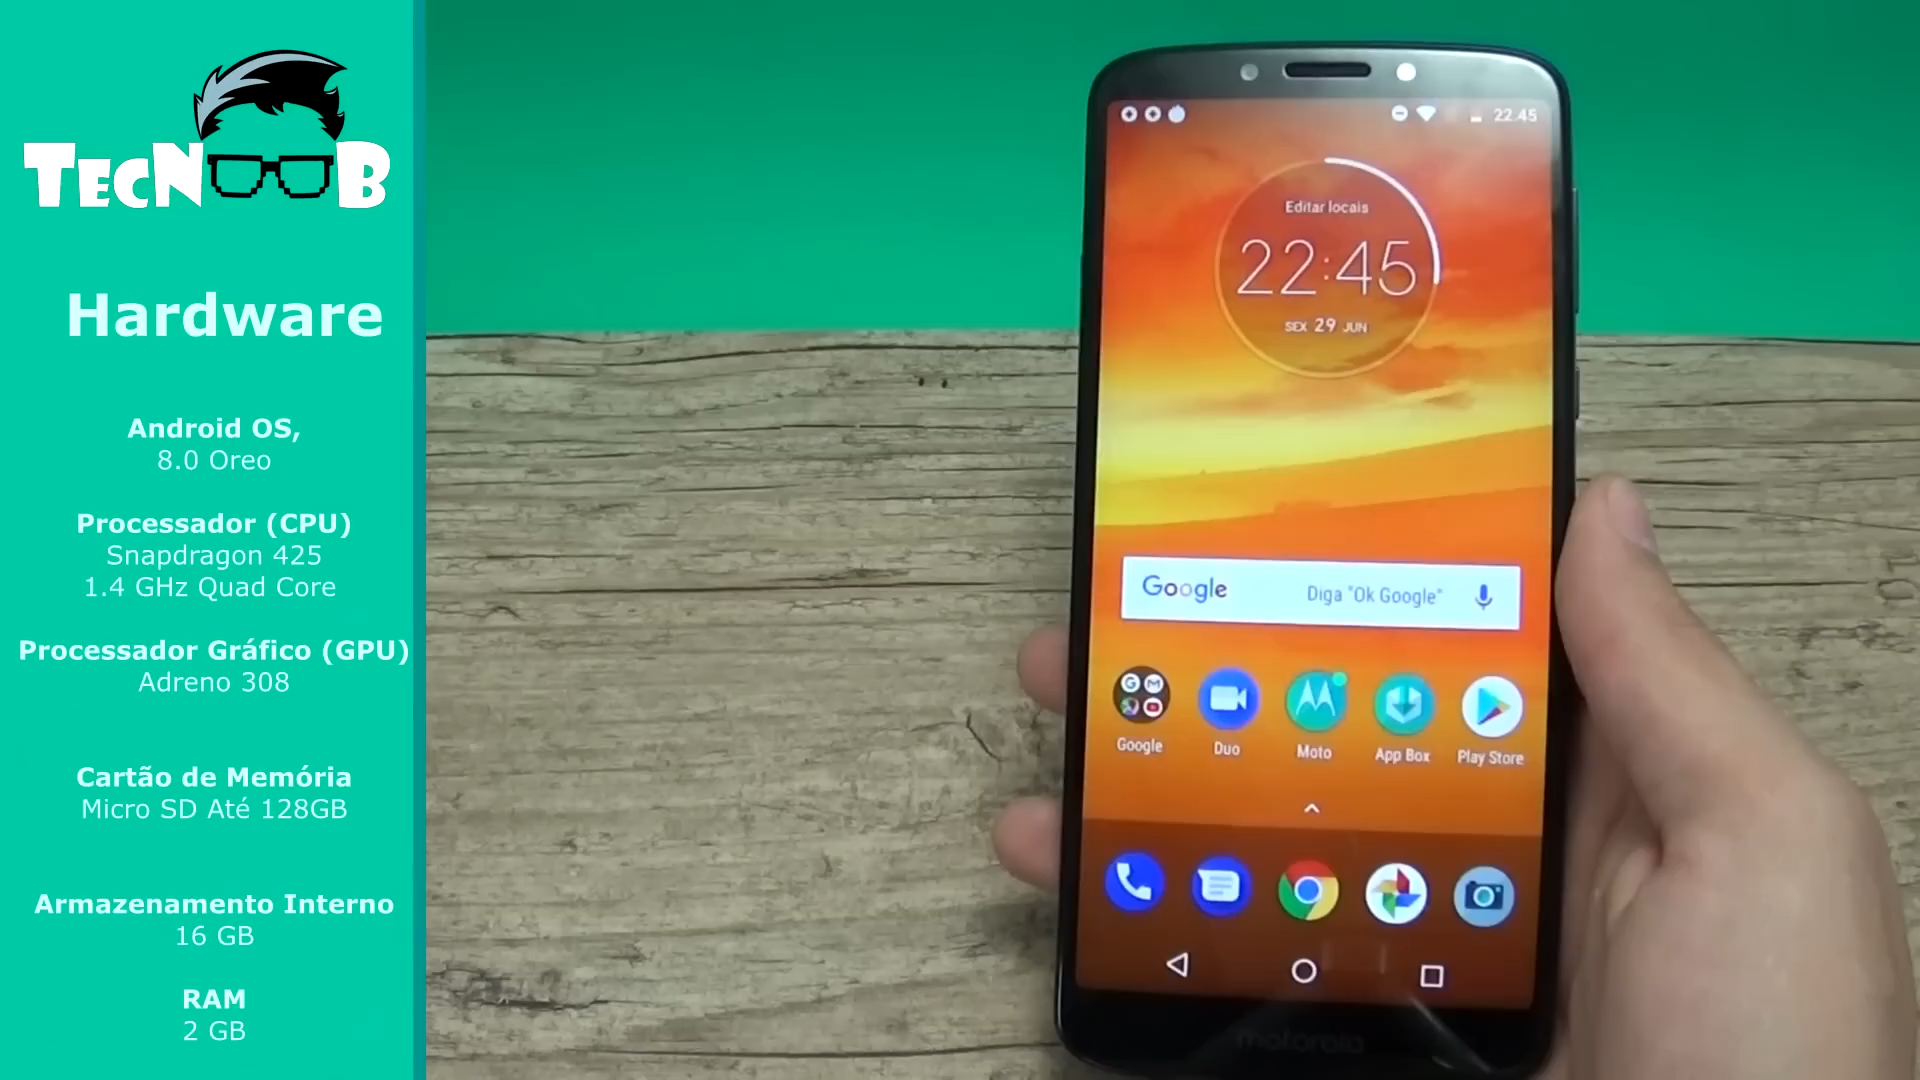 TECNOOB
Hardware
Android OS,
8.0 Oreo
Processador (CPU)
Snapdragon 425
1.4 GHz Quad Core
Processador Gráfico (GPU)
Adreno 308
Cartão de Memória
Micro SD Até 128GB
Armazenamento Interno
16 GB
RAM
2 GB
22:45
Editar locais
22:45
SEX 29 JUN
Google
Diga "Ok Google"
Google
Duo
Moto
App Box
Play Store
motorola